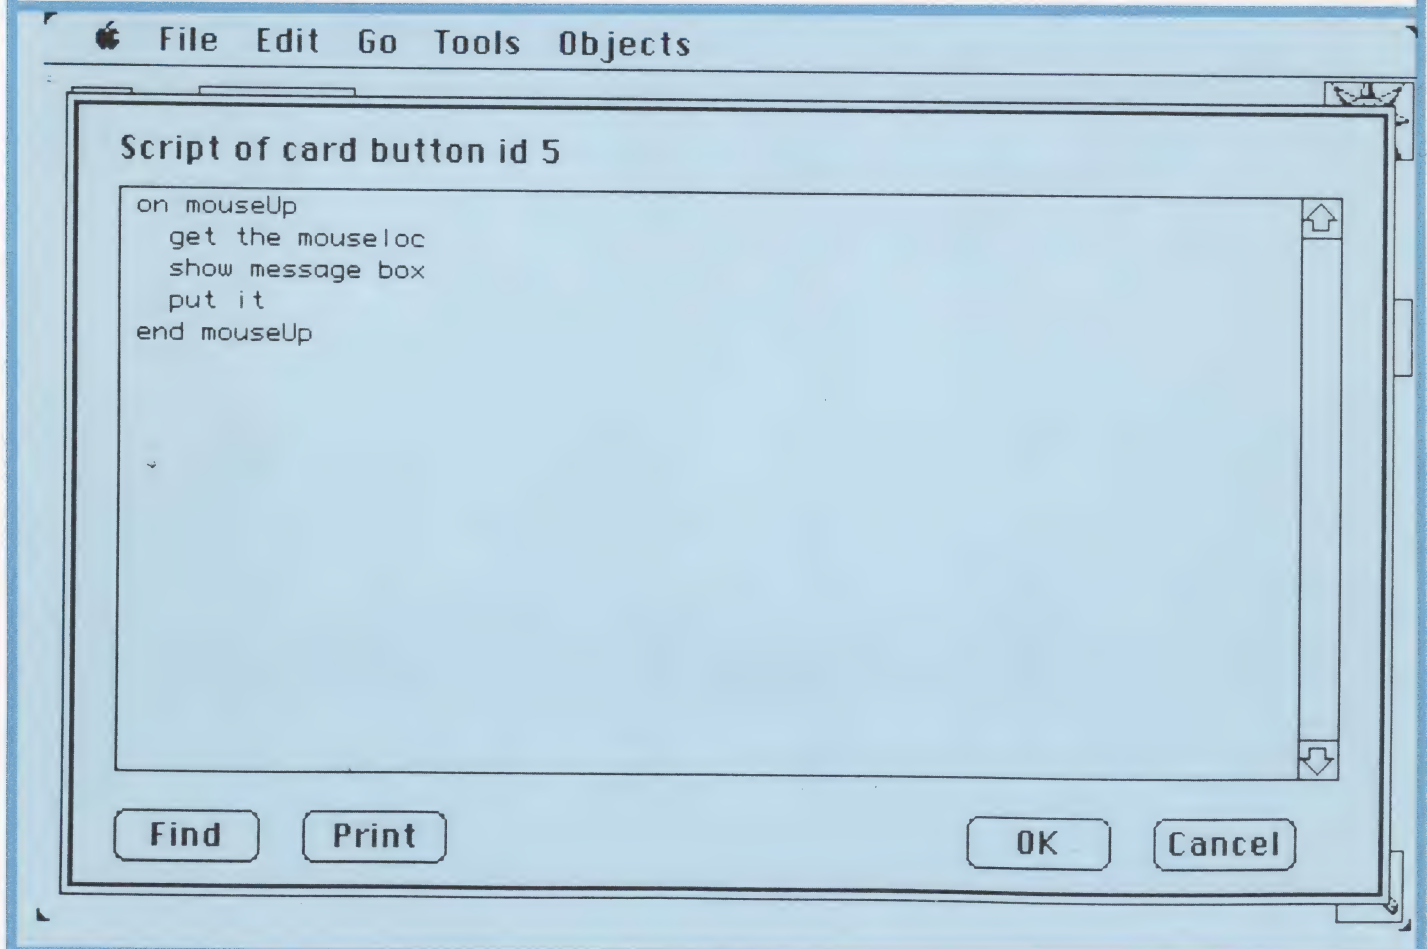 File Edit Go Tools Objects
Script of card button id 5
on mouseUp
get the mouseloc
show message box
put it
end mouseUp
Find Print OK Cancel